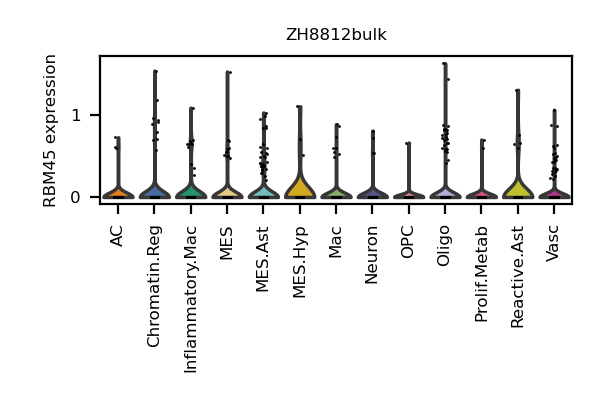 ZH8812bulk
RBM45 expression
1
0
AC
Chromatin.Reg
Inflammatory.Mac
MES
MES.Ast
MES.Hyp
Mac
Neuron
OPC
Oligo
Prolif.Metab
Reactive.Ast
Vasc